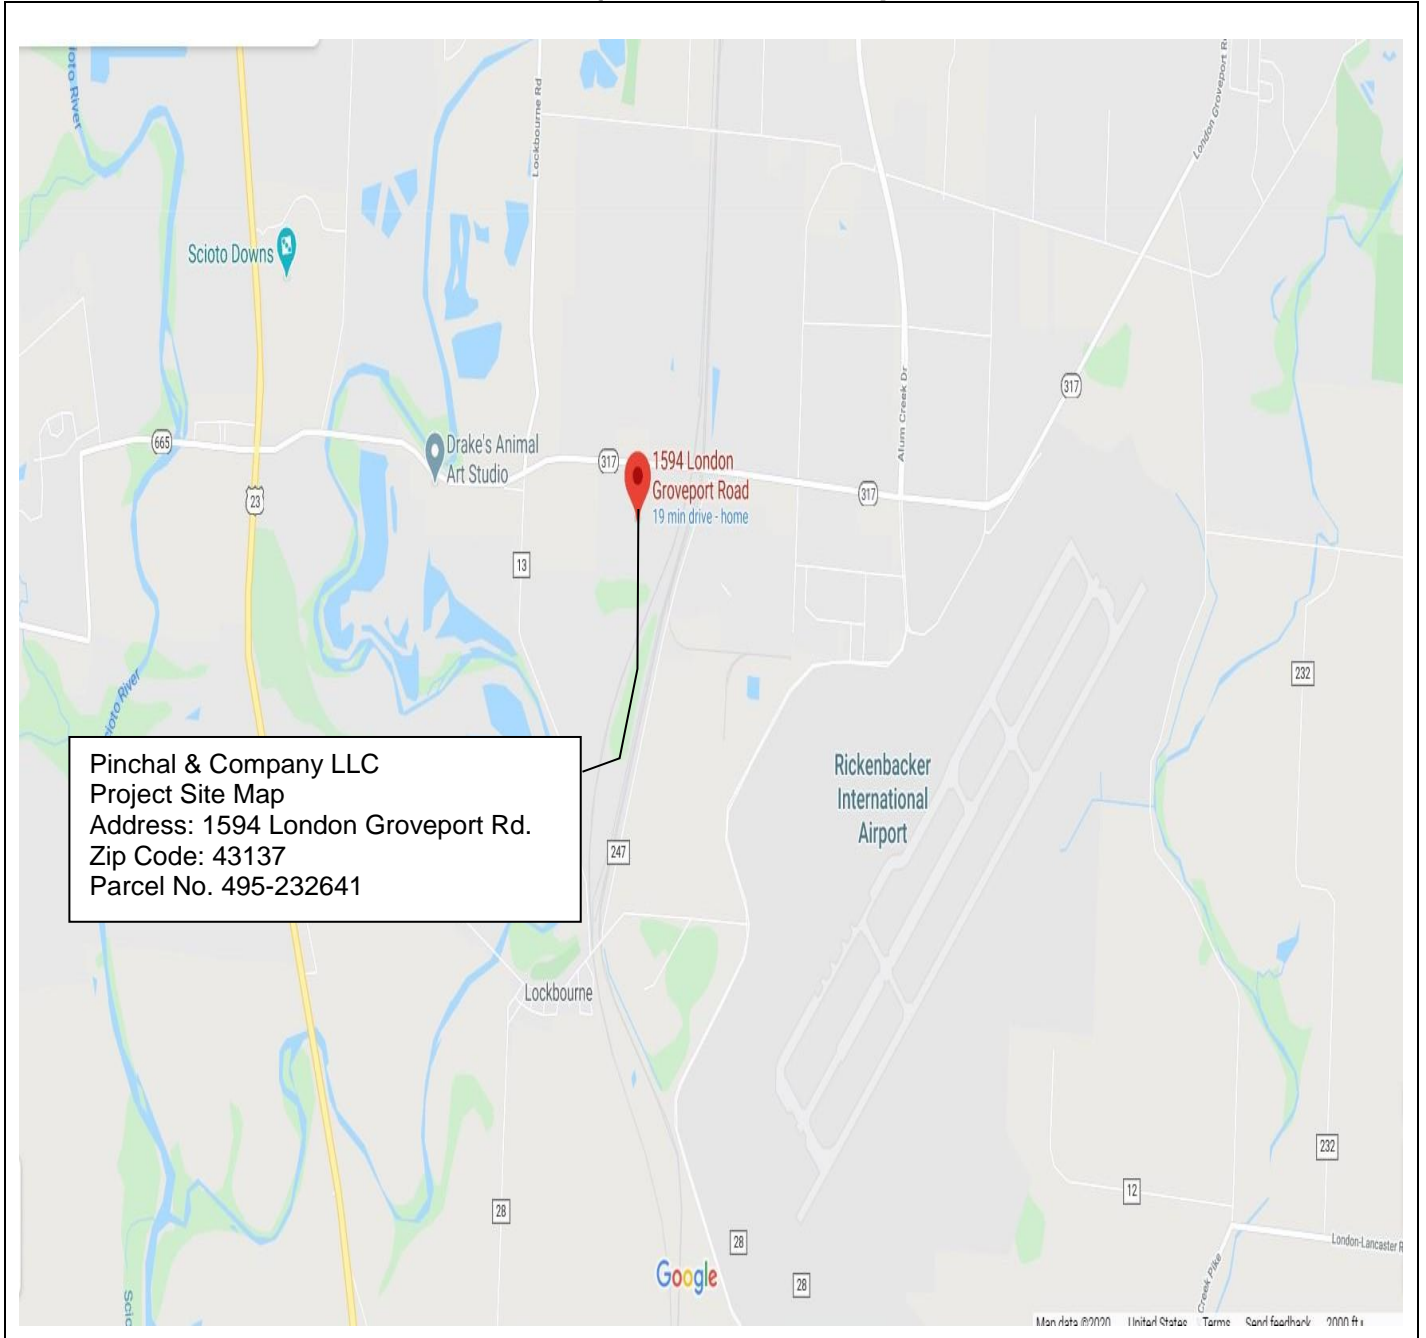 Scioto River
Lockbourne Rd
London Groveport Rd
Scioto Downs
317
Alum Creek Dr
665
Drake's Animal
Art Studio
317
1594 London
Groveport Road
19 min drive - home
317
23
13
232
Scioto River
Pinchal & Company LLC
Project Site Map
Address: 1594 London Groveport Rd.
Zip Code: 43137
Parcel No. 495-232641
Rickenbacker
International
Airport
247
Lockbourne
232
12
28
28
28
London-Lancaster R
Creek Pike
Google
Scio
Map data ©2020 United States Terms Send feedback 2000 ft